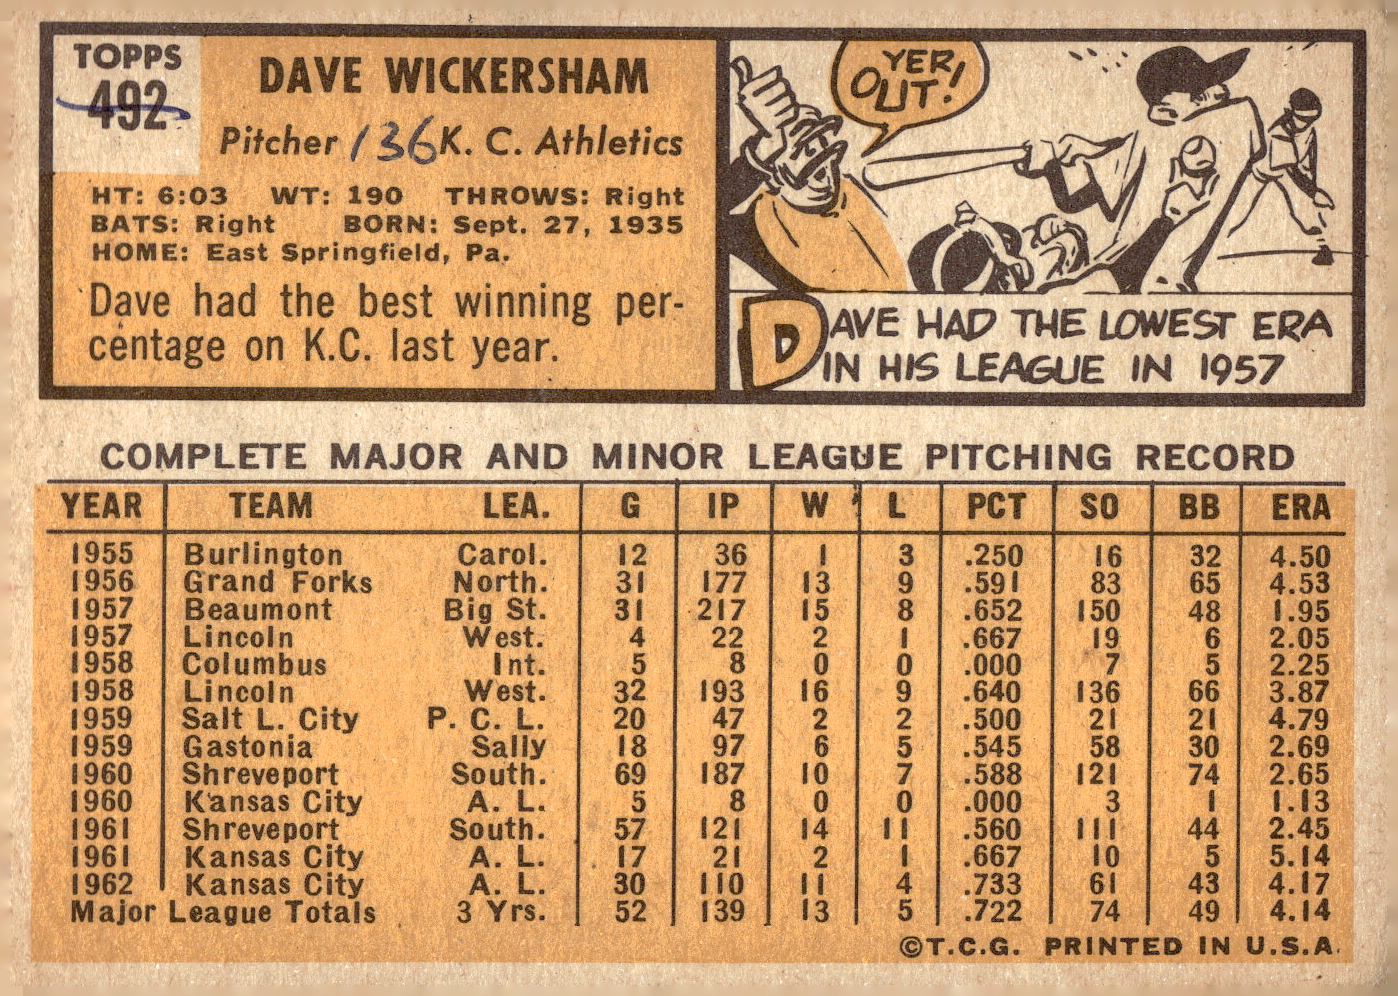 TOPPS
492
DAVE WICKERSHAM
Pitcher 136 K. C. Athletics
HT: 6:03 WT: 190 THROWS: Right
BATS: Right BORN: Sept. 27, 1935
HOME: East Springfield, Pa.
Dave had the best winning per-
centage on K.C. last year.
YER
OUT!
DAVE HAD THE LOWEST ERA
IN HIS LEAGUE IN 1957
COMPLETE MAJOR AND MINOR LEAGUE PITCHING RECORD
YEAR TEAM LEA. G IP W L PCT SO BB ERA
1955 Burlington Carol. 12 36 1 3 .250 16 32 4.50
1956 Grand Forks North. 31 177 13 9 .591 83 65 4.53
1957 Beaumont Big St. 31 217 15 8 .652 150 48 1.95
1957 Lincoln West. 4 22 2 1 .667 19 6 2.05
1958 Columbus Int. 5 8 0 0 .000 7 5 2.25
1958 Lincoln West. 32 193 16 9 .640 136 66 3.87
1959 Salt L. City P. C. L. 20 47 2 2 .500 21 21 4.79
1959 Gastonia Sally 18 97 6 5 .545 58 30 2.69
1960 Shreveport South. 69 187 10 7 .588 121 74 2.65
1960 Kansas City A. L. 5 8 0 0 .000 3 1 1.13
1961 Shreveport South. 57 121 14 11 .560 111 44 2.45
1961 Kansas City A. L. 17 21 2 1 .667 10 5 5.14
1962 Kansas City A. L. 30 110 11 4 .733 61 43 4.17
Major League Totals 3 Yrs. 52 139 13 5 .722 74 49 4.14
©T.C.G. PRINTED IN U.S.A.